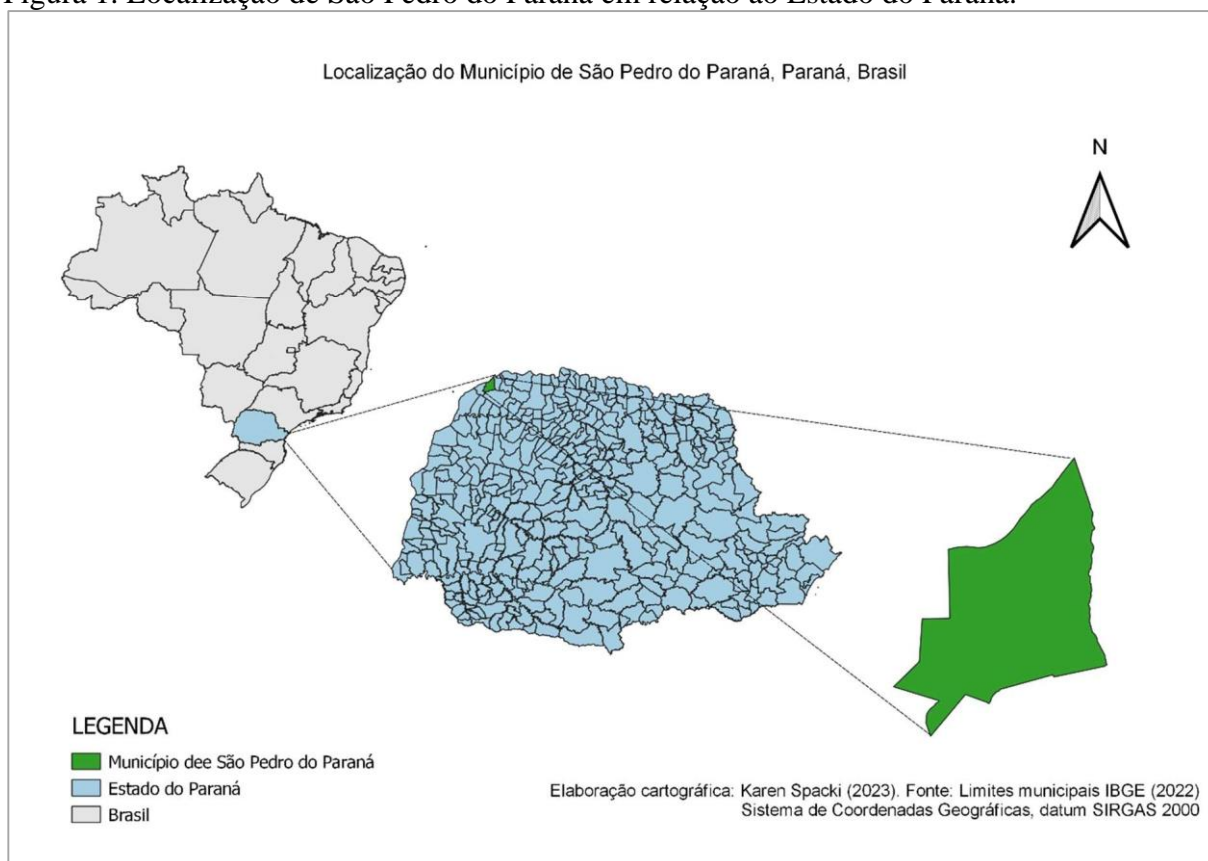 Figura 1. Localização de São Pedro do Paraná em relação ao Estado do Paraná.
Localização do Município de São Pedro do Paraná, Paraná, Brasil
N
LEGENDA
Município dee São Pedro do Paraná
Estado do Paraná
Brasil
Elaboração cartográfica: Karen Spacki (2023). Fonte: Limites municipais IBGE (2022)
Sistema de Coordenadas Geográficas, datum SIRGAS 2000